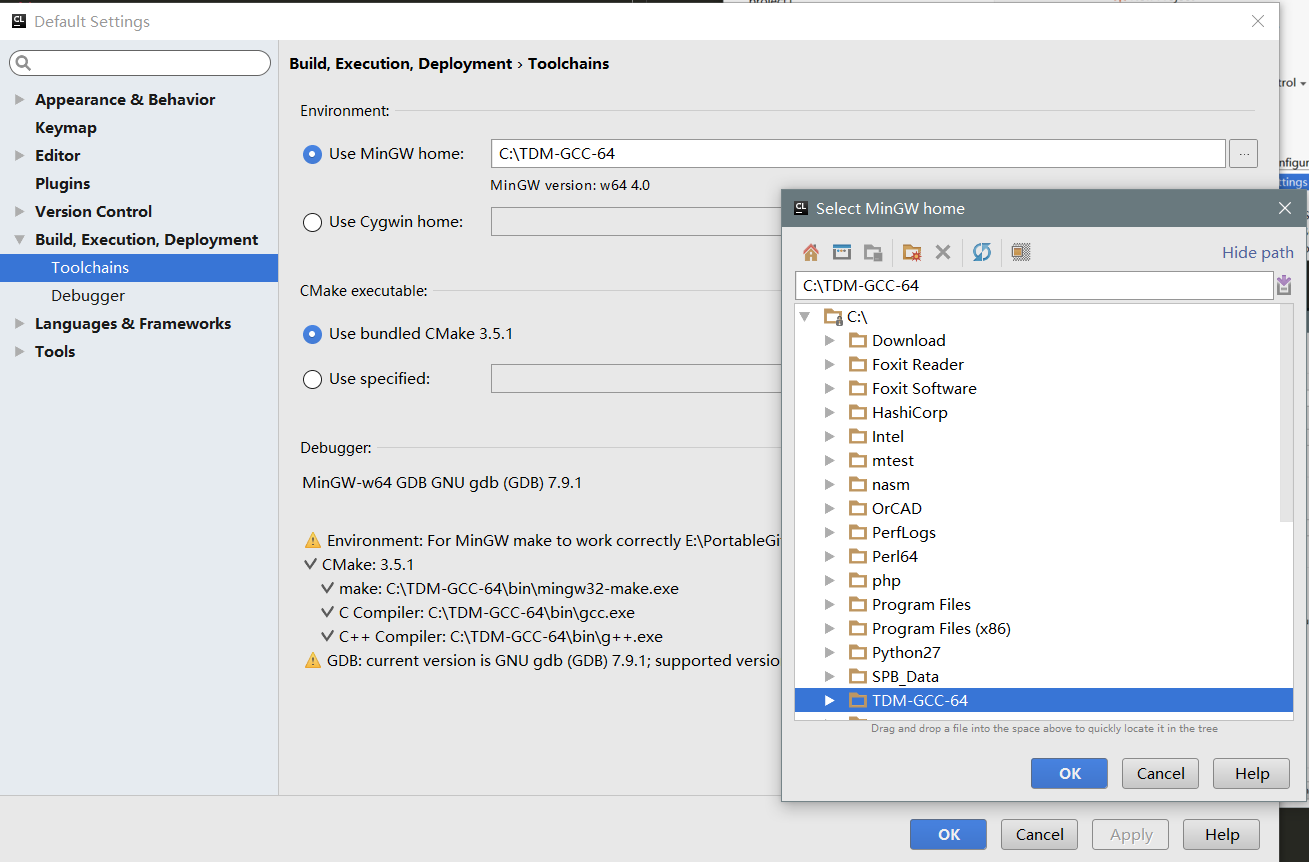 CL Default Settings
Appearance & Behavior
Keymap
Editor
Plugins
Version Control
Build, Execution, Deployment
Toolchains
Debugger
Languages & Frameworks
Tools
Build, Execution, Deployment › Toolchains
Environment:
Use MinGW home: C:\TDM-GCC-64 ...
MinGW version: w64 4.0
Use Cygwin home:
CMake executable:
Use bundled CMake 3.5.1
Use specified:
Debugger:
MinGW-w64 GDB GNU gdb (GDB) 7.9.1
Environment: For MinGW make to work correctly E:\PortableGi
CMake: 3.5.1
make: C:\TDM-GCC-64\bin\mingw32-make.exe
C Compiler: C:\TDM-GCC-64\bin\gcc.exe
C++ Compiler: C:\TDM-GCC-64\bin\g++.exe
GDB: current version is GNU gdb (GDB) 7.9.1; supported versio
OK Cancel Apply Help
CL Select MinGW home
Hide path
C:\TDM-GCC-64
C:\
Download
Foxit Reader
Foxit Software
HashiCorp
Intel
mtest
nasm
OrCAD
PerfLogs
Perl64
php
Program Files
Program Files (x86)
Python27
SPB_Data
TDM-GCC-64
Drag and drop a file into the space above to quickly locate it in the tree
OK Cancel Help
trol
nfigur
ttings